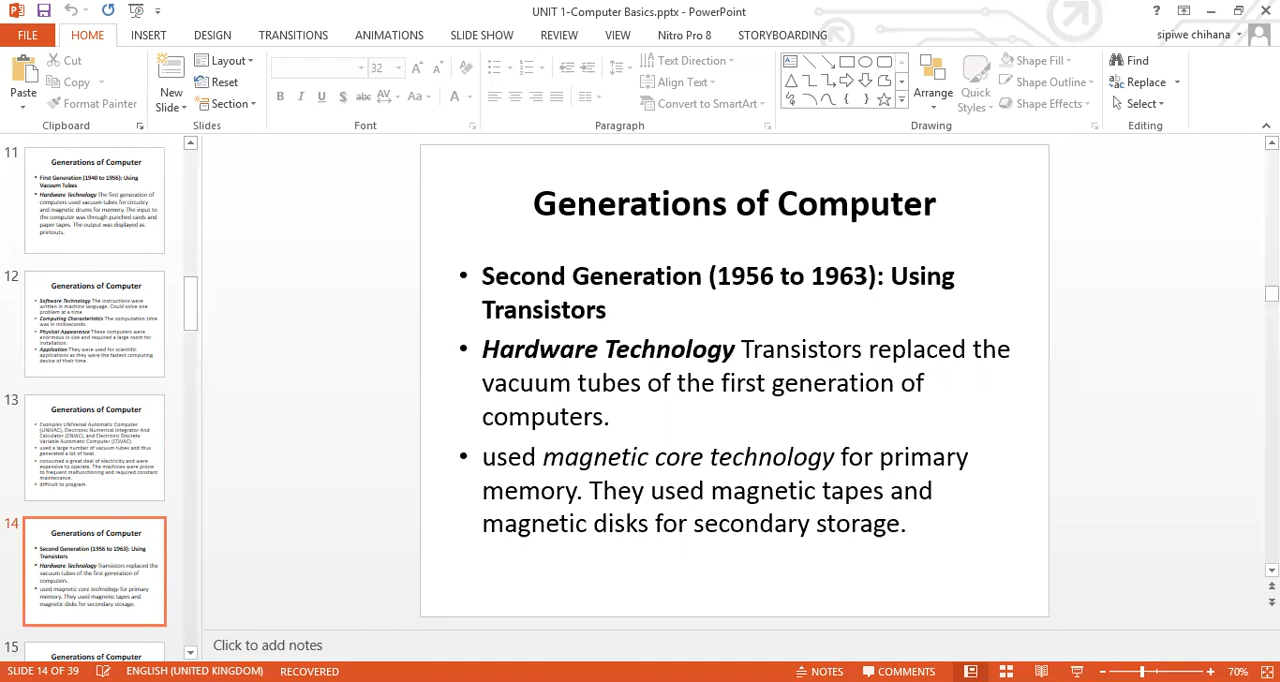 UNIT 1-Computer Basics.pptx - PowerPoint
?
FILE HOME INSERT DESIGN TRANSITIONS ANIMATIONS SLIDE SHOW REVIEW VIEW Nitro Pro 8 STORYBOARDING sipiwe chihana
Paste
Cut
Copy
Format Painter
Clipboard
New
Slide
Layout
Reset
Section
Slides
32
B I U S abc AV Aa A
Font
Text Direction
Align Text
Convert to SmartArt
Paragraph
Arrange
Quick
Styles
Shape Fill
Shape Outline
Shape Effects
Drawing
Find
Replace
Select
Editing
11
Generations of Computer
• First Generation (1940 to 1956): Using
Vacuum Tubes
• Hardware Technology The first generation of
computers used vacuum tubes for circuitry
and magnetic drums for memory. The input to
the computer was through punched cards and
paper tapes. The output was displayed as
printouts.
12
Generations of Computer
• Software Technology The instructions were
written in machine language. Could solve one
problem at a time
• Computing Characteristics The computation time
was in milliseconds.
• Physical Appearance These computers were
enormous in size and required a large room for
installation.
• Application They were used for scientific
applications as they were the fastest computing
device of their time.
13
Generations of Computer
• Examples UNIversal Automatic Computer
(UNIVAC), Electronic Numerical Integrator And
Calculator (ENIAC), and Electronic Discrete
Variable Automatic Computer (EDVAC).
• used a large number of vacuum tubes and thus
generated a lot of heat.
• consumed a great deal of electricity and were
expensive to operate. The machines were prone
to frequent malfunctioning and required constant
maintenance.
• difficult to program.
14
Generations of Computer
• Second Generation (1956 to 1963): Using
Transistors
• Hardware Technology Transistors replaced the
vacuum tubes of the first generation of
computers.
• used magnetic core technology for primary
memory. They used magnetic tapes and
magnetic disks for secondary storage.
15
Generations of Computer
Generations of Computer
• Second Generation (1956 to 1963): Using
Transistors
• Hardware Technology Transistors replaced the
vacuum tubes of the first generation of
computers.
• used magnetic core technology for primary
memory. They used magnetic tapes and
magnetic disks for secondary storage.
Click to add notes
SLIDE 14 OF 39 ENGLISH (UNITED KINGDOM) RECOVERED NOTES COMMENTS 70%